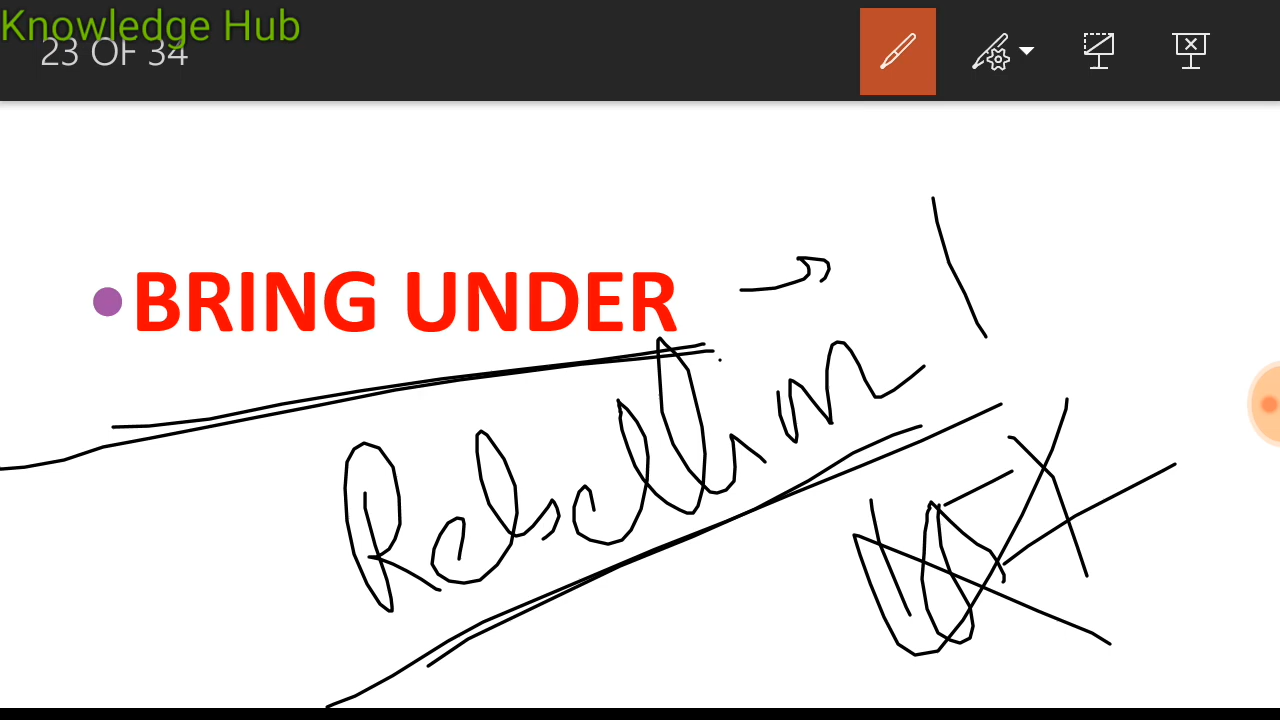 Knowledge Hub
23 OF 34
•BRING UNDER
Rebellion